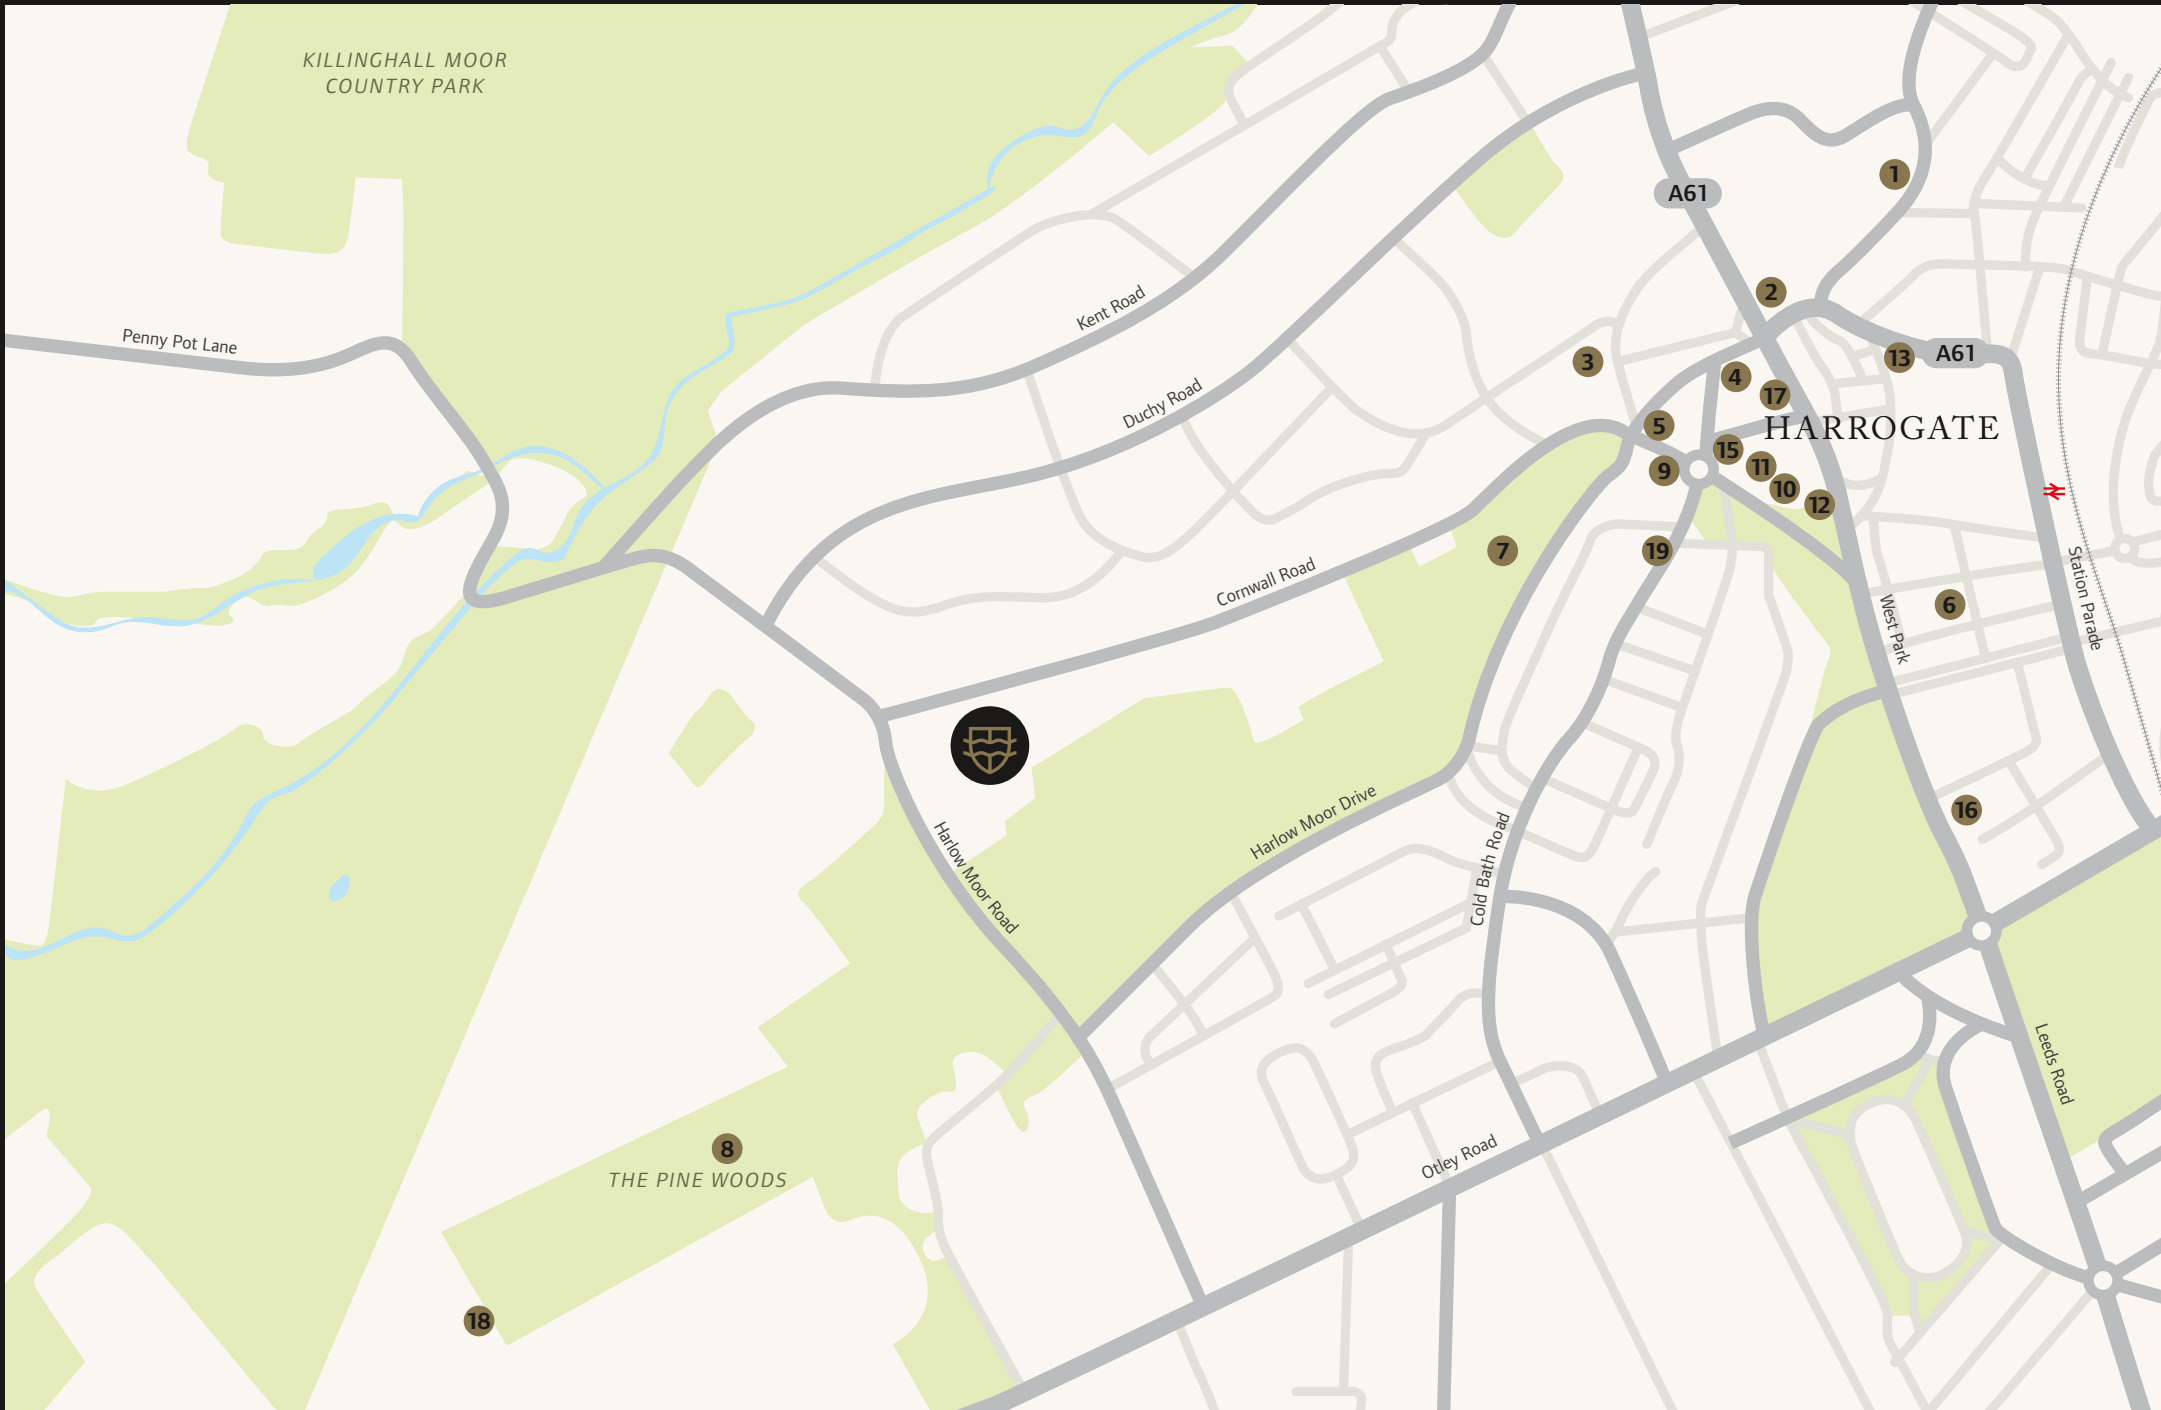 KILLINGHALL MOOR
COUNTRY PARK
1
A61
2
Kent Road
Penny Pot Lane
3
13
A61
4
17
Duchy Road
5
HARROGATE
15
9
11
10
12
7
19
Cornwall Road
Station Parade
6
West Park
Harlow Moor Drive
16
Harlow Moor Road
Cold Bath Road
Leeds Road
8
Otley Road
THE PINE WOODS
18